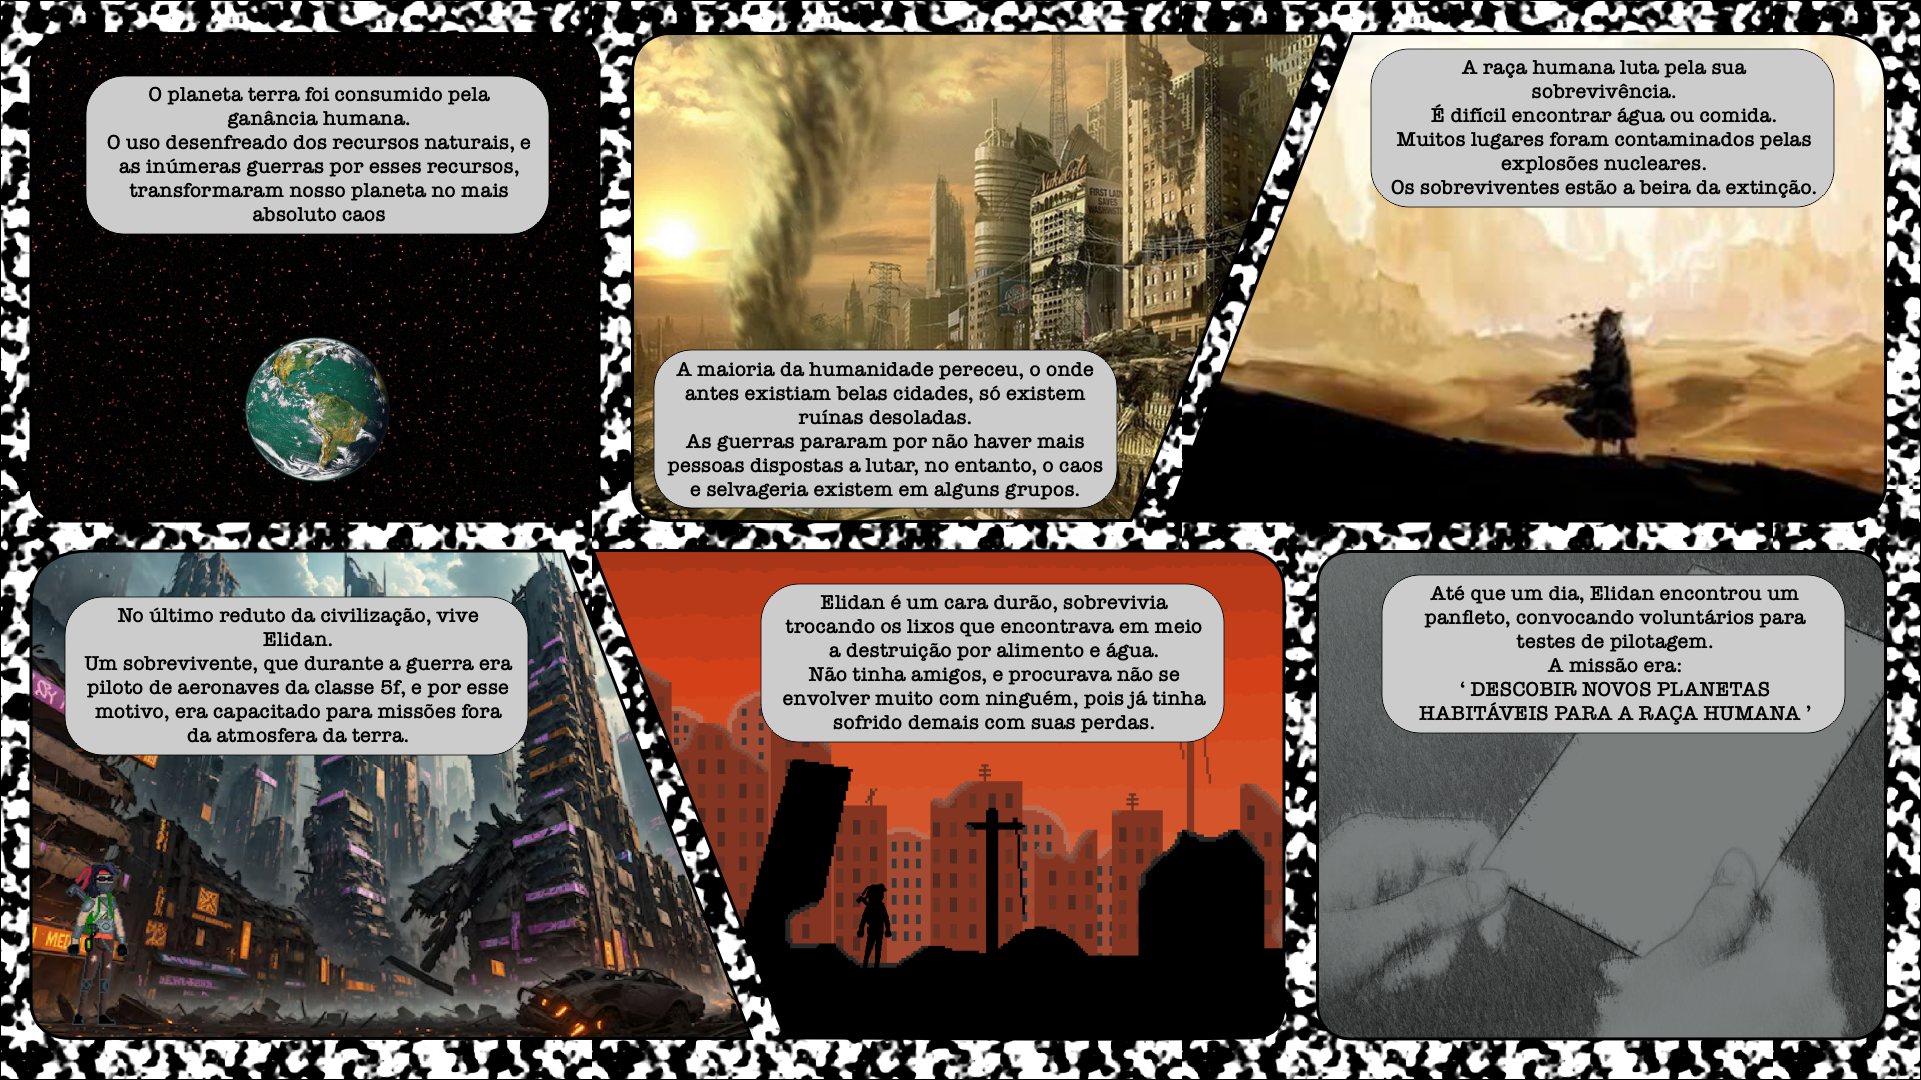 O planeta terra foi consumido pela
ganância humana.
O uso desenfreado dos recursos naturais, e
as inúmeras guerras por esses recursos,
transformaram nosso planeta no mais
absoluto caos
Nuka Cola
FIRST LADY
SAVES
WASHINGTON
A maioria da humanidade pereceu, o onde
antes existiam belas cidades, só existem
ruínas desoladas.
As guerras pararam por não haver mais
pessoas dispostas a lutar, no entanto, o caos
e selvageria existem em alguns grupos.
A raça humana luta pela sua
sobrevivência.
É difícil encontrar água ou comida.
Muitos lugares foram contaminados pelas
explosões nucleares.
Os sobreviventes estão a beira da extinção.
No último reduto da civilização, vive
Elidan.
Um sobrevivente, que durante a guerra era
piloto de aeronaves da classe 5f, e por esse
motivo, era capacitado para missões fora
da atmosfera da terra.
MED
Elidan é um cara durão, sobrevivia
trocando os lixos que encontrava em meio
a destruição por alimento e água.
Não tinha amigos, e procurava não se
envolver muito com ninguém, pois já tinha
sofrido demais com suas perdas.
Até que um dia, Elidan encontrou um
panfleto, convocando voluntários para
testes de pilotagem.
A missão era:
‘ DESCOBIR NOVOS PLANETAS
HABITÁVEIS PARA A RAÇA HUMANA ’